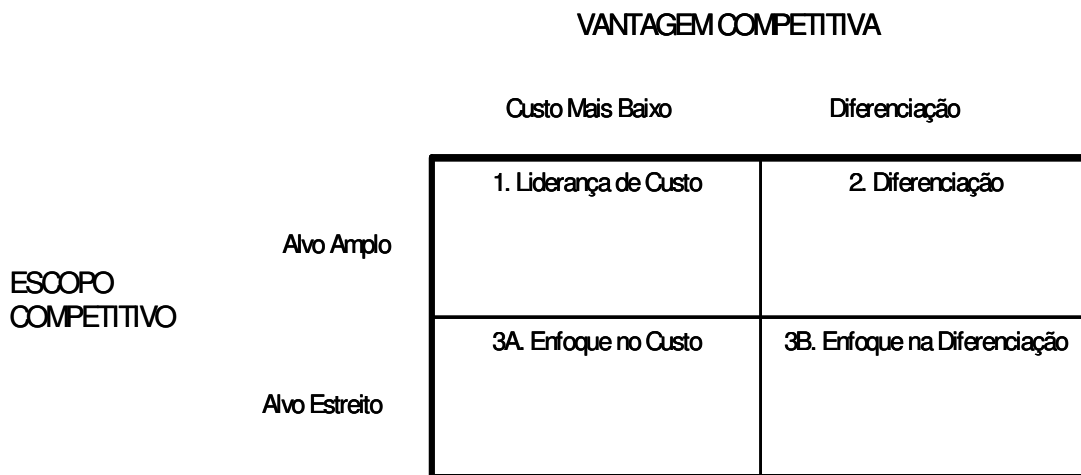 VANTAGEM COMPETITIVA
Custo Mais Baixo Diferenciação
1. Liderança de Custo 2. Diferenciação
Alvo Amplo
ESCOPO
COMPETITIVO
3A. Enfoque no Custo 3B. Enfoque na Diferenciação
Alvo Estreito